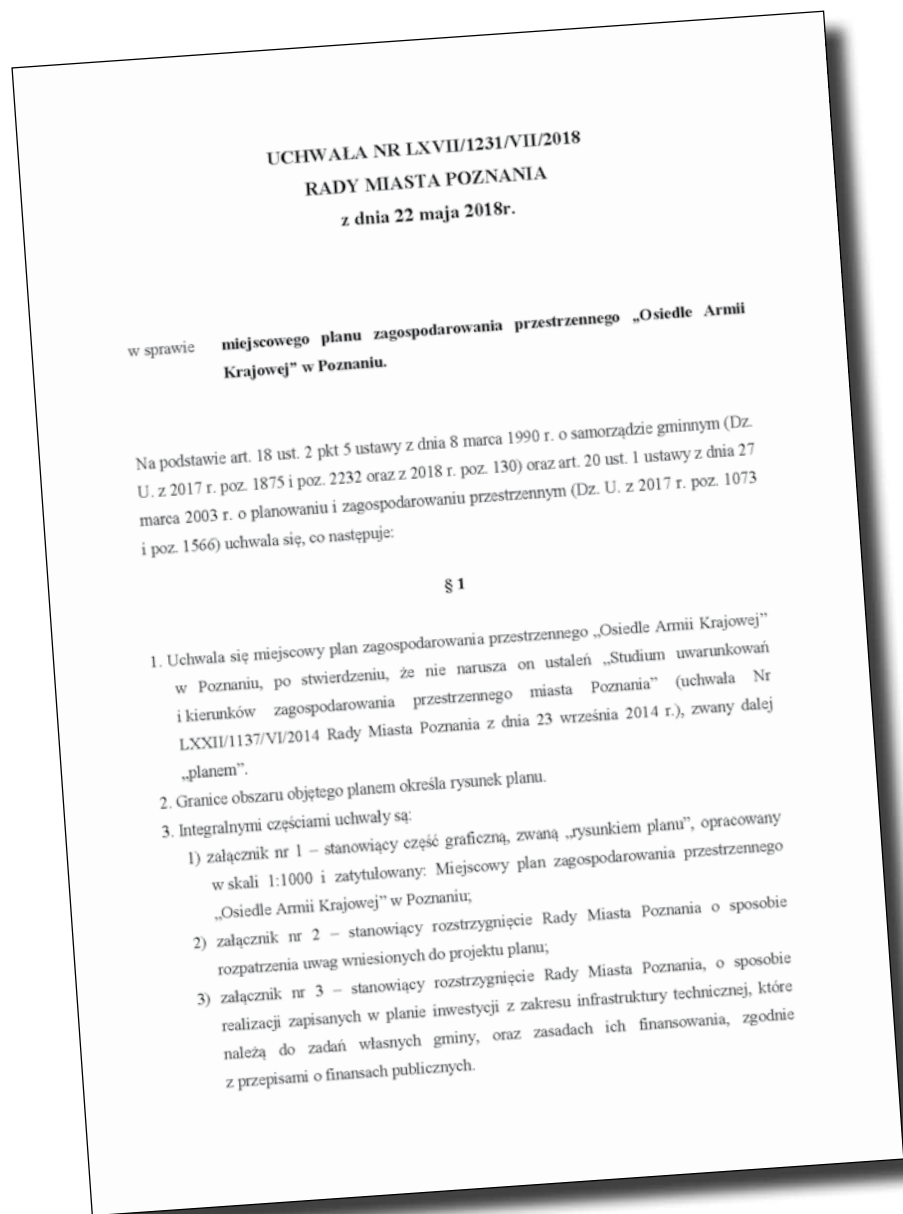 UCHWAŁA NR LXVII/1231/VII/2018
RADY MIASTA POZNANIA
z dnia 22 maja 2018r.
w sprawie miejscowego planu zagospodarowania przestrzennego „Osiedle Armii
Krajowej” w Poznaniu.
Na podstawie art. 18 ust. 2 pkt 5 ustawy z dnia 8 marca 1990 r. o samorządzie gminnym (Dz.
U. z 2017 r. poz. 1875 i poz. 2232 oraz z 2018 r. poz. 130) oraz art. 20 ust. 1 ustawy z dnia 27
marca 2003 r. o planowaniu i zagospodarowaniu przestrzennym (Dz. U. z 2017 r. poz. 1073
i poz. 1566) uchwala się, co następuje:
§ 1
1. Uchwala się miejscowy plan zagospodarowania przestrzennego „Osiedle Armii Krajowej”
w Poznaniu, po stwierdzeniu, że nie narusza on ustaleń „Studium uwarunkowań
i kierunków zagospodarowania przestrzennego miasta Poznania” (uchwała Nr
LXXII/1137/VI/2014 Rady Miasta Poznania z dnia 23 września 2014 r.), zwany dalej
„planem”.
2. Granice obszaru objętego planem określa rysunek planu.
3. Integralnymi częściami uchwały są:
1) załącznik nr 1 – stanowiący część graficzną, zwaną „rysunkiem planu”, opracowany
w skali 1:1000 i zatytułowany: Miejscowy plan zagospodarowania przestrzennego
„Osiedle Armii Krajowej” w Poznaniu;
2) załącznik nr 2 – stanowiący rozstrzygnięcie Rady Miasta Poznania o sposobie
rozpatrzenia uwag wniesionych do projektu planu;
3) załącznik nr 3 – stanowiący rozstrzygnięcie Rady Miasta Poznania, o sposobie
realizacji zapisanych w planie inwestycji z zakresu infrastruktury technicznej, które
należą do zadań własnych gminy, oraz zasadach ich finansowania, zgodnie
z przepisami o finansach publicznych.